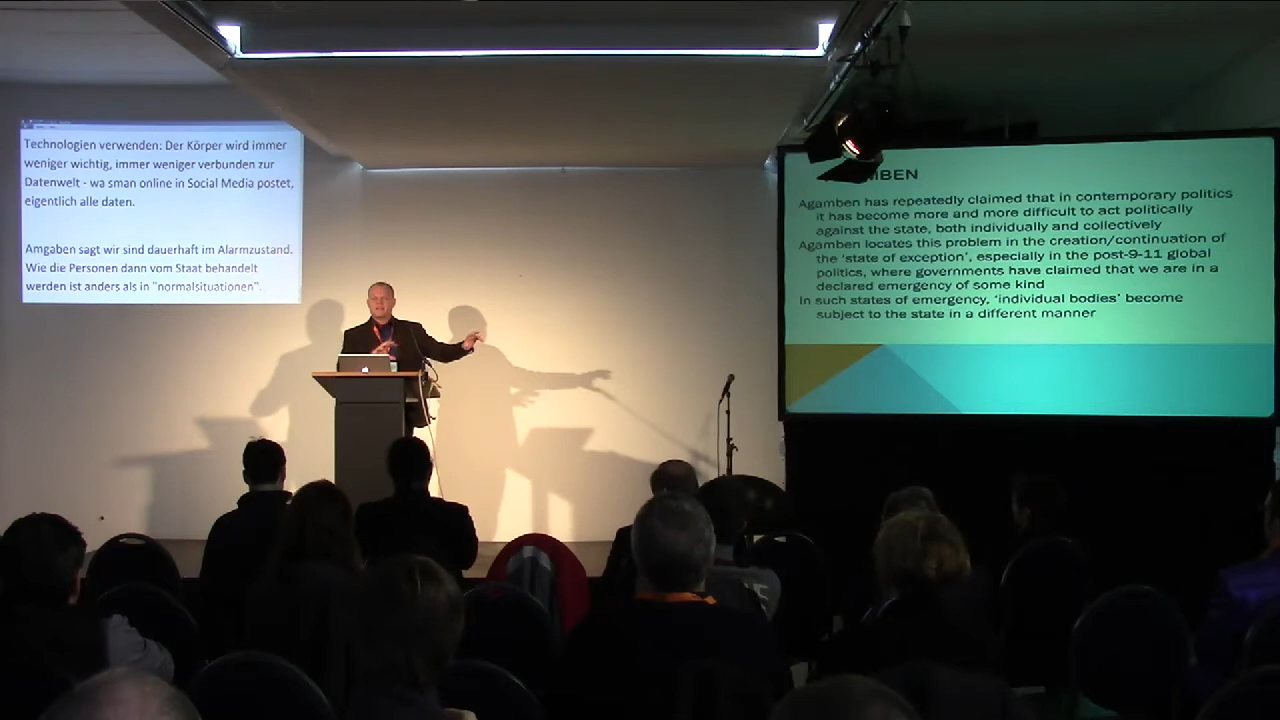 Technologien verwenden: Der Körper wird immer
weniger wichtig, immer weniger verbunden zur
Datenwelt - wa sman online in Social Media postet,
eigentlich alle daten.
Amgaben sagt wir sind dauerhaft im Alarmzustand.
Wie die Personen dann vom Staat behandelt
werden ist anders als in "normalsituationen".
MBEN
Agamben has repeatedly claimed that in contemporary politics
it has become more and more difficult to act politically
against the state, both individually and collectively
Agamben locates this problem in the creation/continuation of
the 'state of exception', especially in the post-9-11 global
politics, where governments have claimed that we are in a
declared emergency of some kind
In such states of emergency, 'individual bodies' become
subject to the state in a different manner